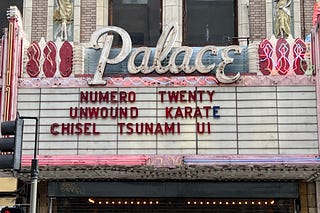 Palace
NUMERO TWENTY
UNWOUND KARATE
CHISEL TSUNAMI UI